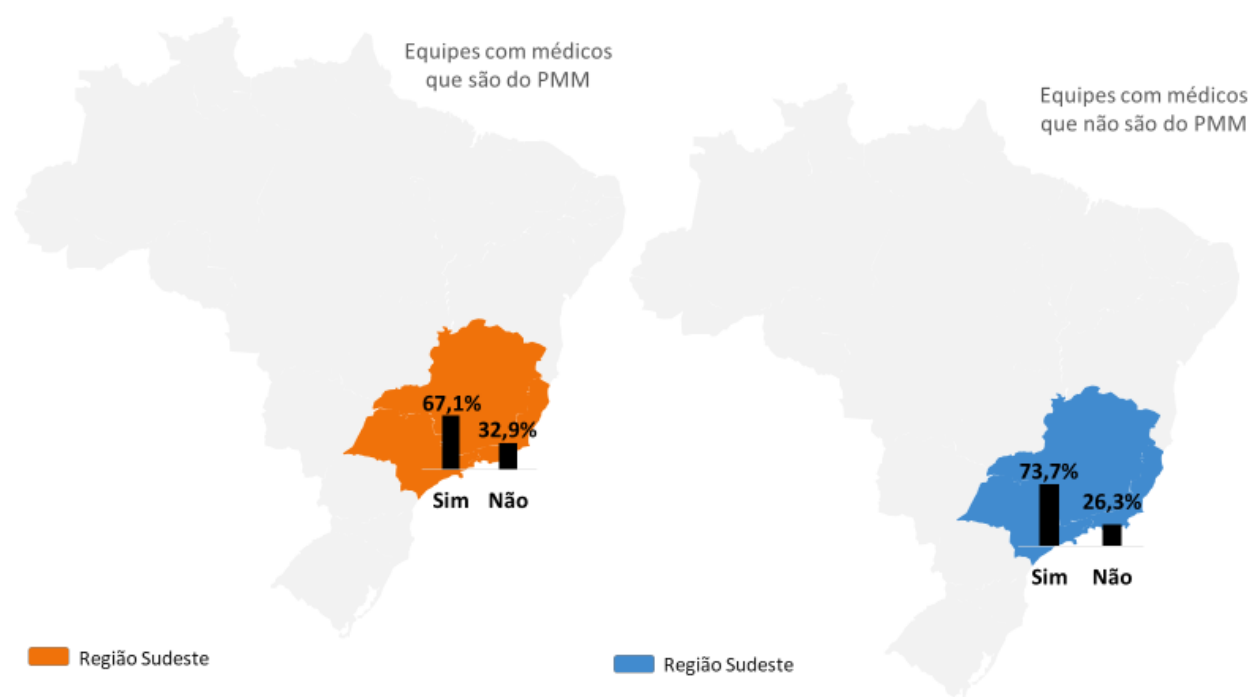 Equipes com médicos
que são do PMM
67,1%
32,9%
Sim Não
Região Sudeste
Equipes com médicos
que não são do PMM
73,7%
26,3%
Sim Não
Região Sudeste